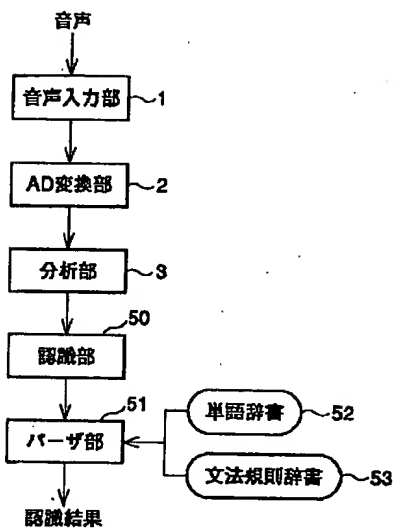 音声
音声入力部
1
AD変換部
2
分析部
3
50
認識部
51
パーザ部
単語辞書
52
文法規則辞書
53
認識結果